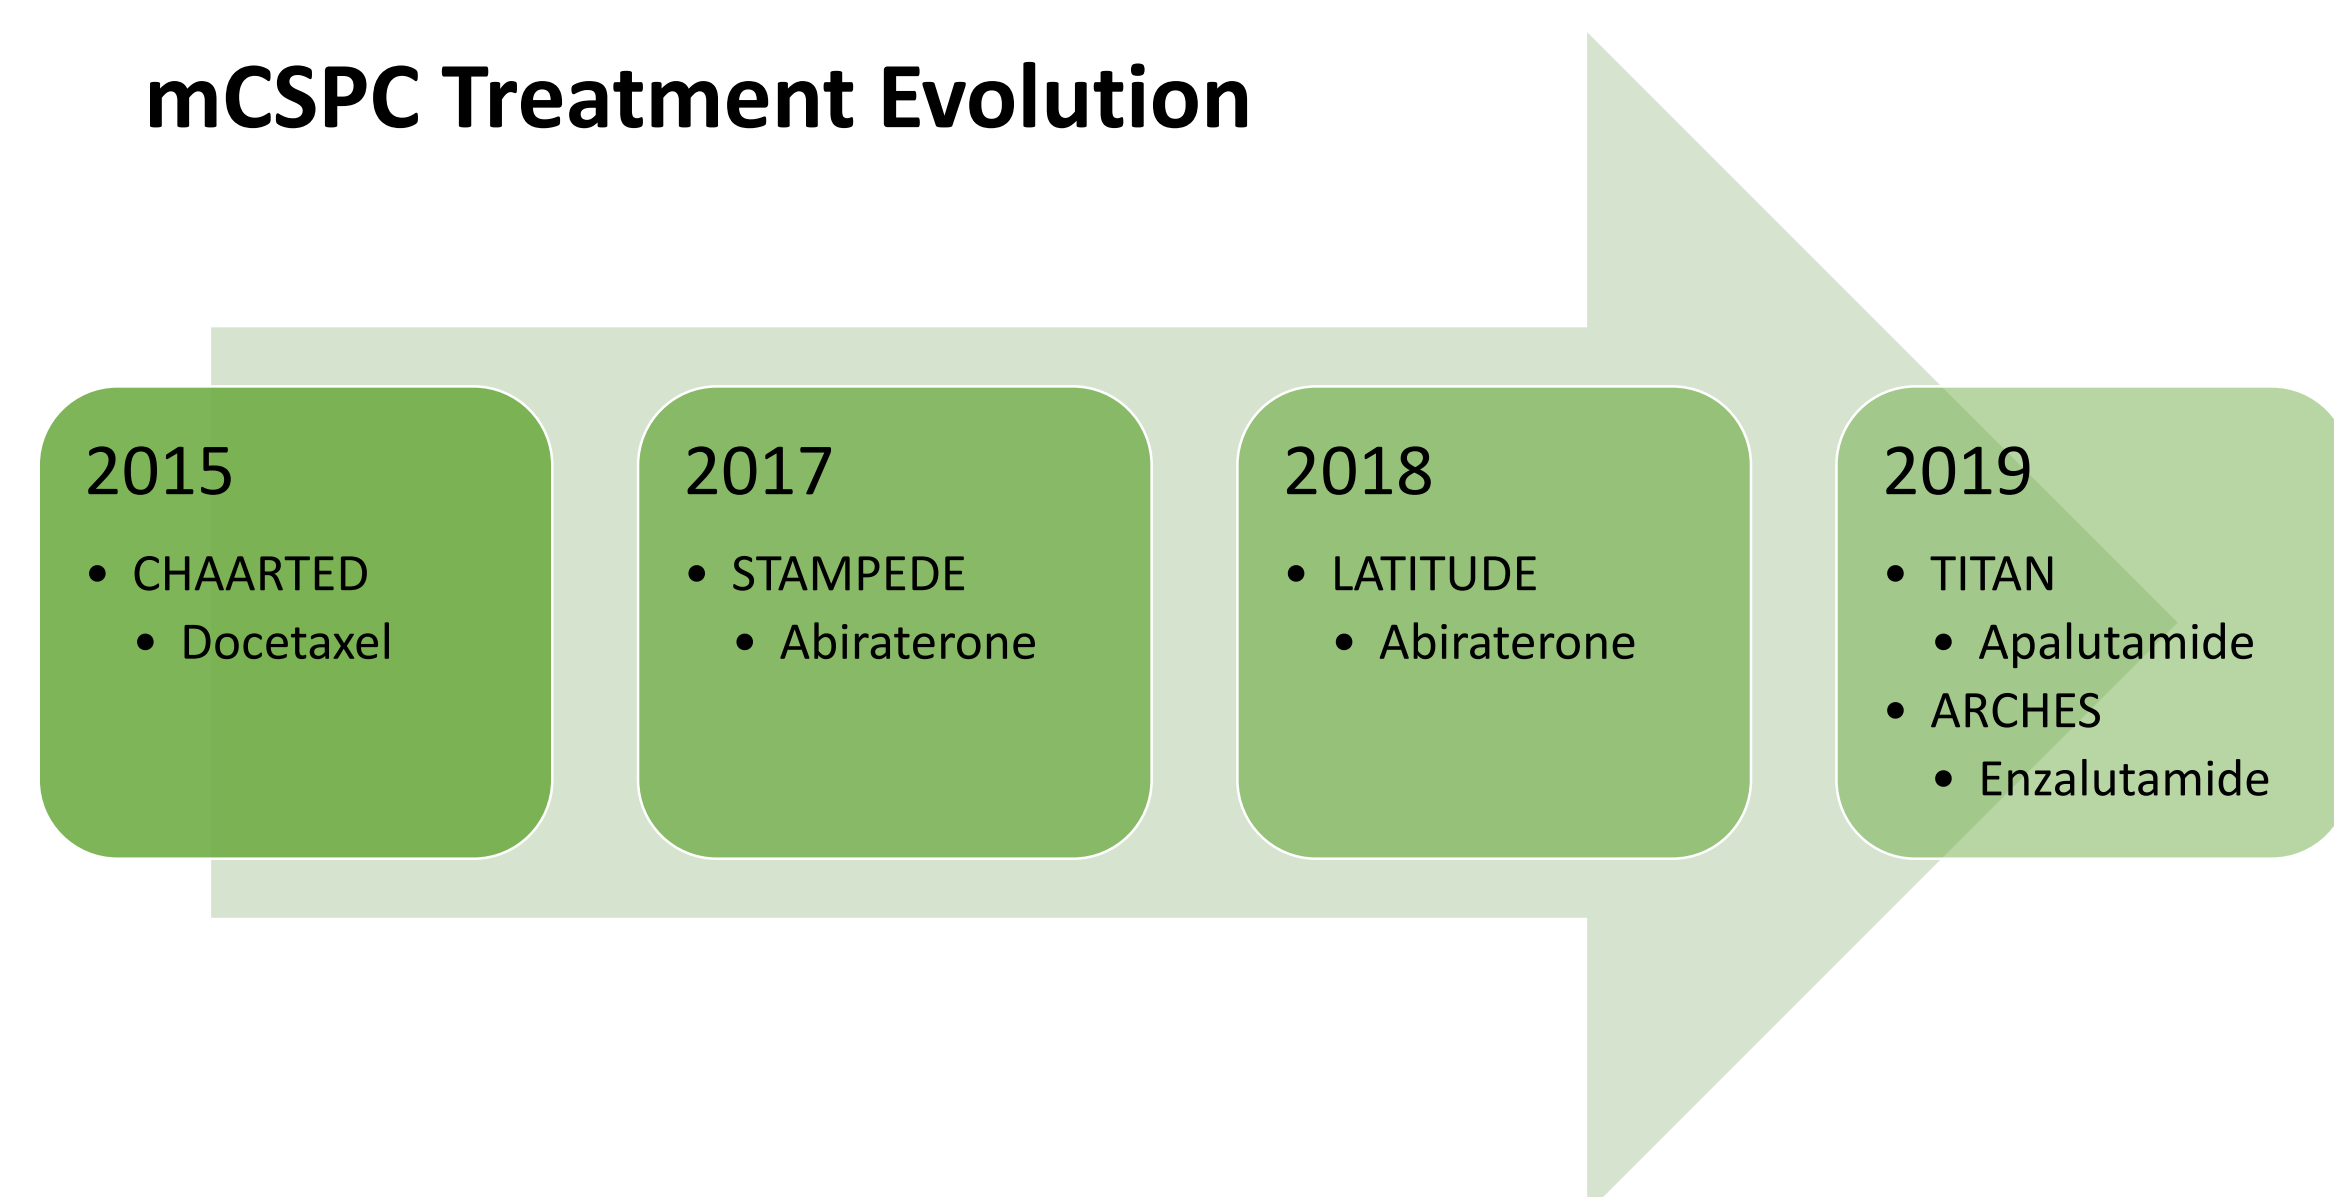 mCSPC Treatment Evolution
2015
• CHAARTED
• Docetaxel
2017
• STAMPEDE
• Abiraterone
2018
• LATITUDE
• Abiraterone
2019
• TITAN
• Apalutamide
• ARCHES
• Enzalutamide